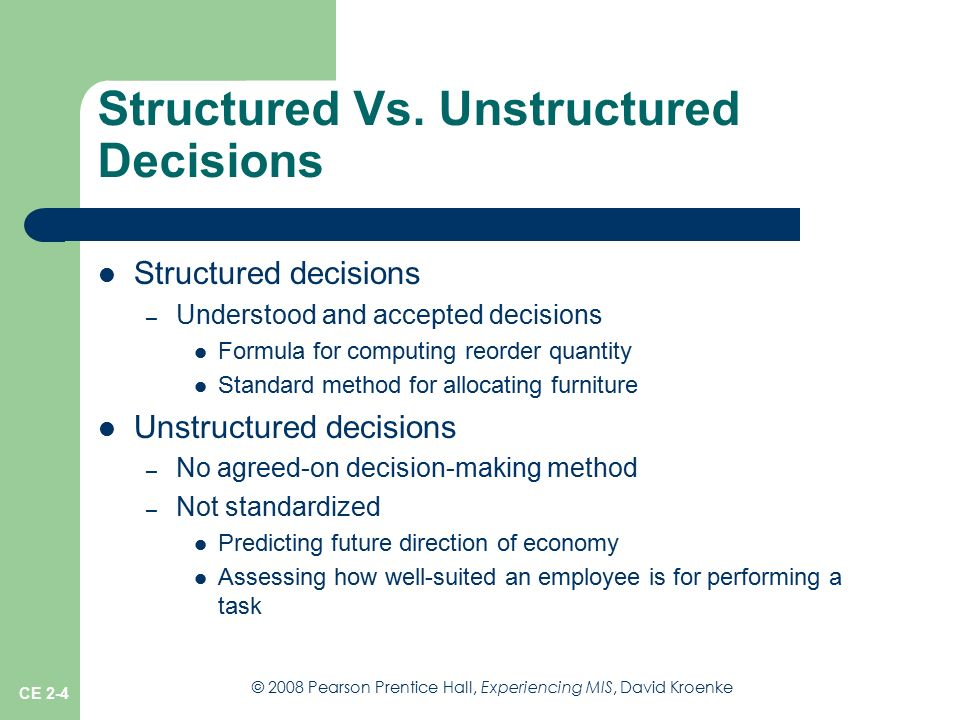 Structured Vs. Unstructured
Decisions
● Structured decisions
– Understood and accepted decisions
● Formula for computing reorder quantity
● Standard method for allocating furniture
● Unstructured decisions
– No agreed-on decision-making method
– Not standardized
● Predicting future direction of economy
● Assessing how well-suited an employee is for performing a
task
CE 2-4
© 2008 Pearson Prentice Hall, Experiencing MIS, David Kroenke